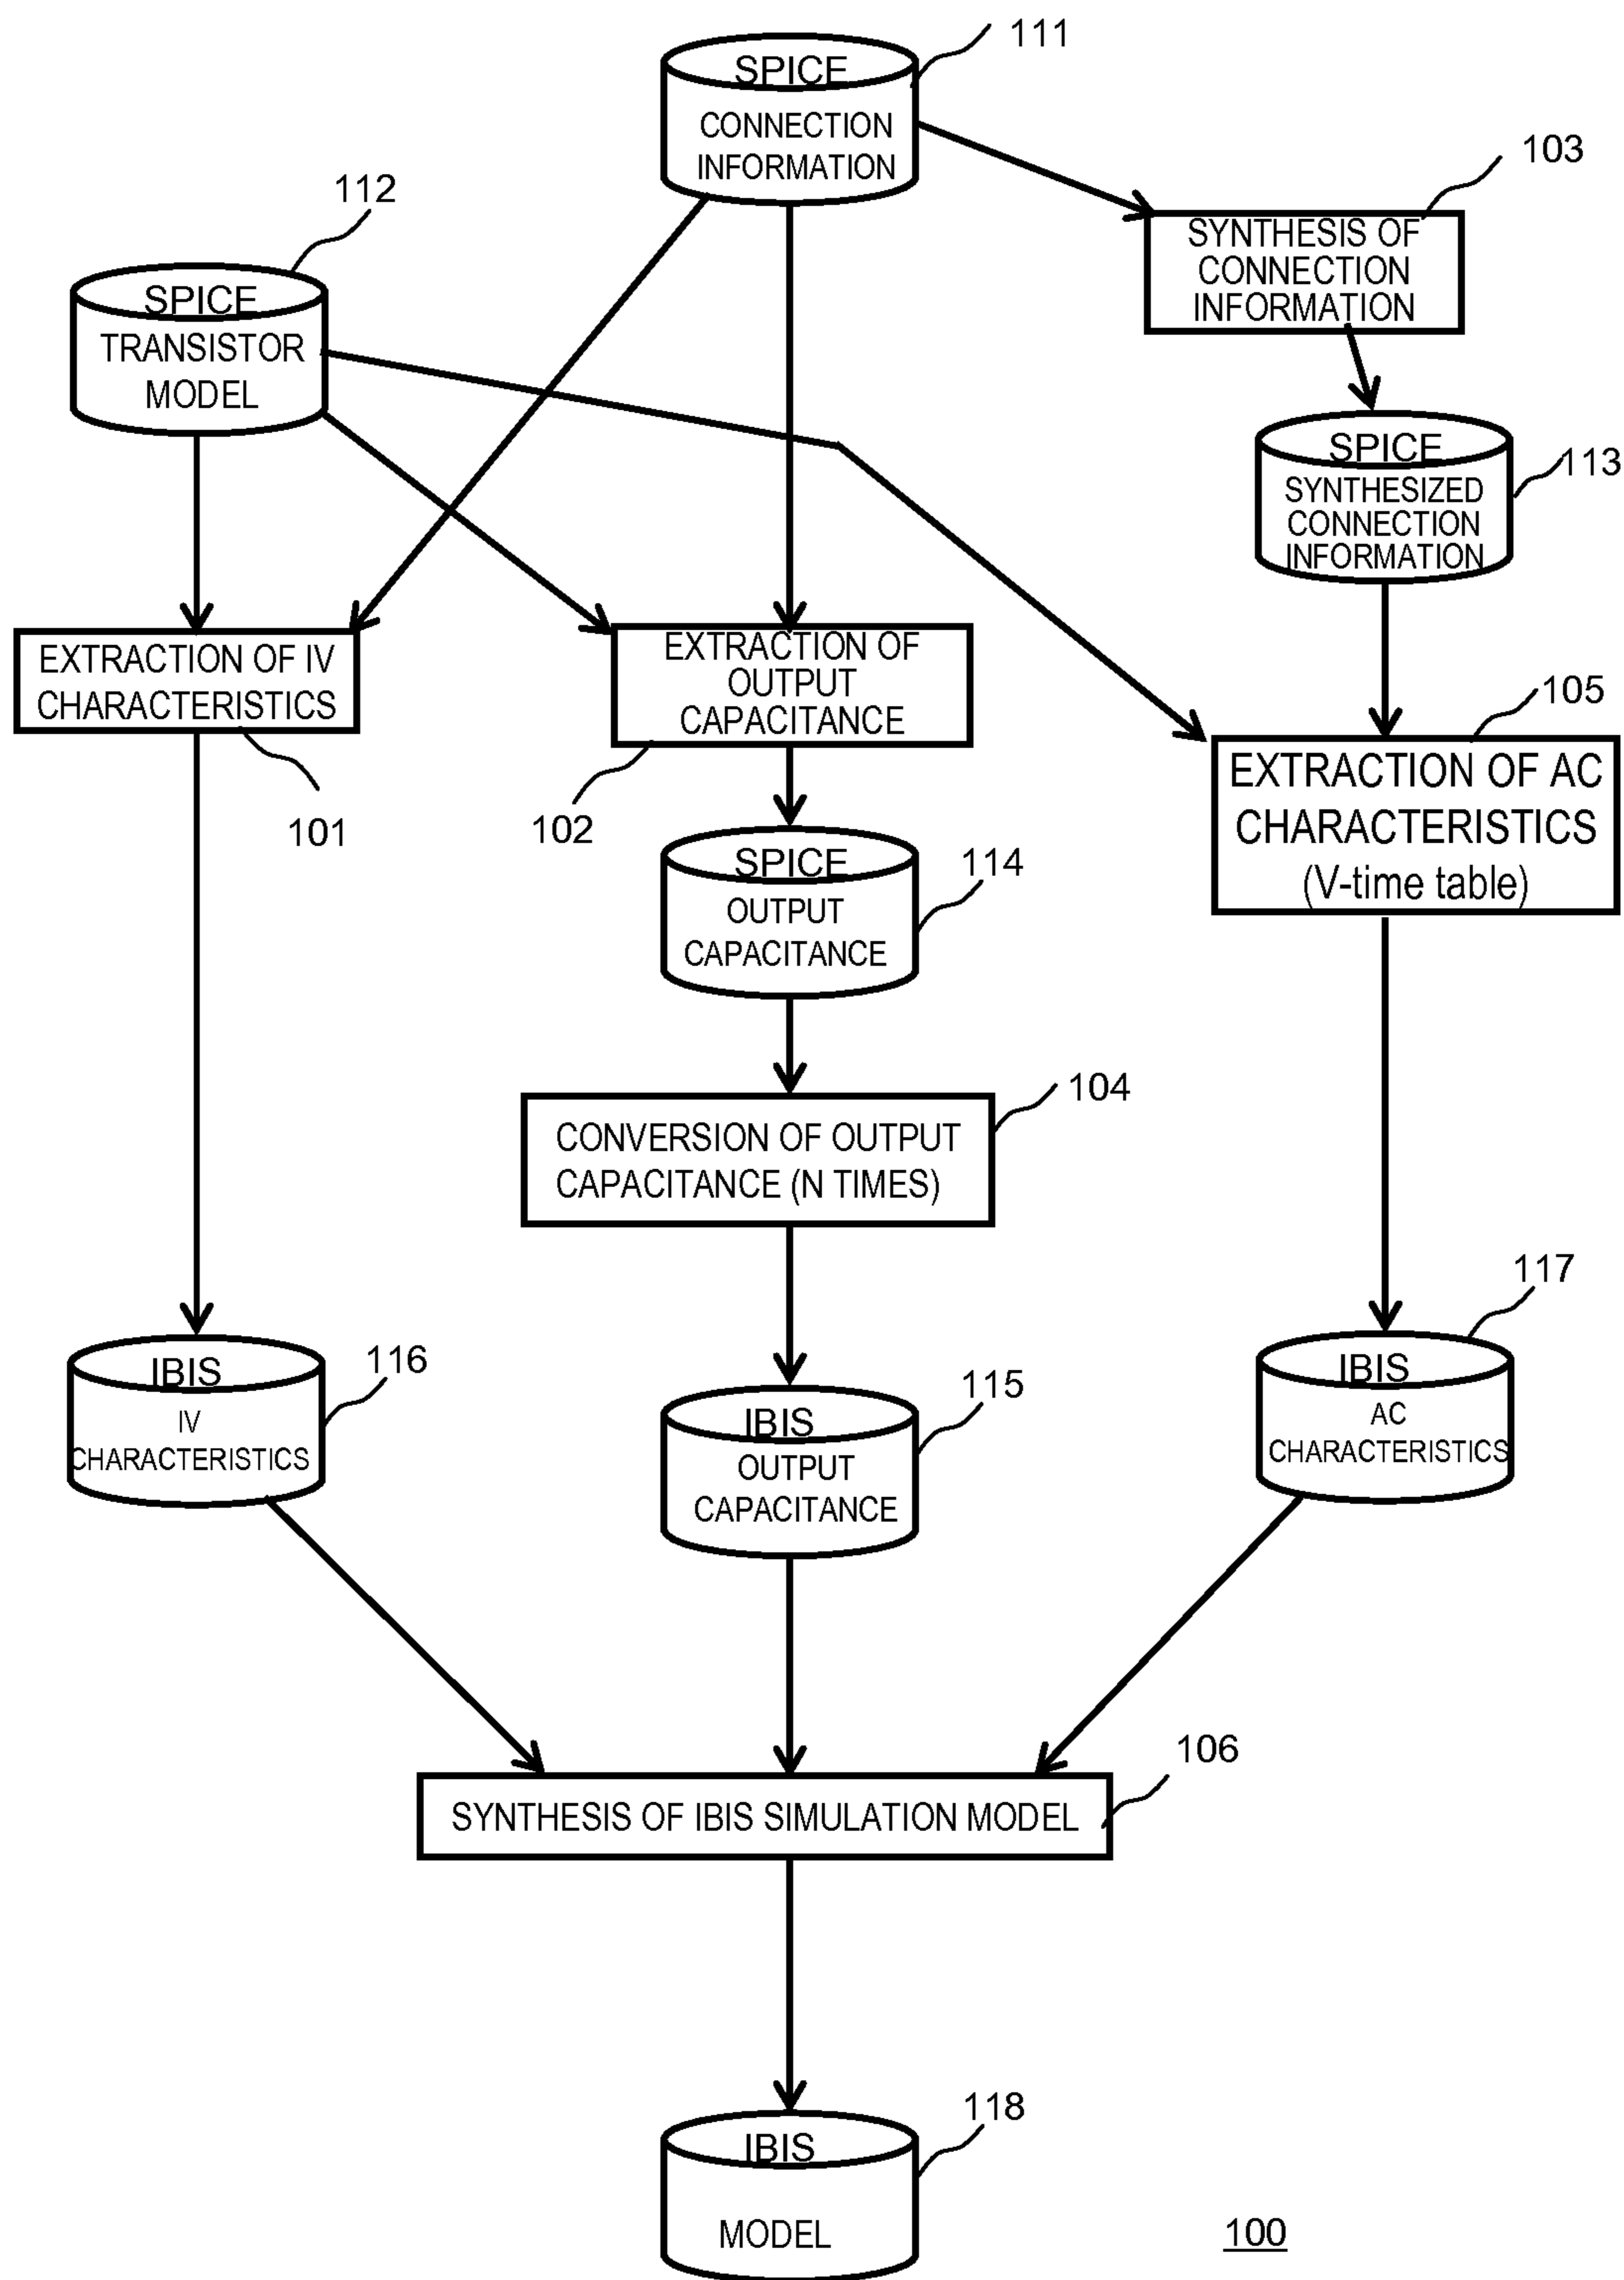 111
SPICE
CONNECTION
INFORMATION
103
SYNTHESIS OF
CONNECTION
INFORMATION
112
SPICE
TRANSISTOR
MODEL
113
SPICE
SYNTHESIZED
CONNECTION
INFORMATION
EXTRACTION OF IV
CHARACTERISTICS
101
EXTRACTION OF
OUTPUT
CAPACITANCE
102
105
EXTRACTION OF AC
CHARACTERISTICS
(V-time table)
114
SPICE
OUTPUT
CAPACITANCE
104
CONVERSION OF OUTPUT
CAPACITANCE (N TIMES)
116
IBIS
IV
CHARACTERISTICS
115
IBIS
OUTPUT
CAPACITANCE
117
IBIS
AC
CHARACTERISTICS
106
SYNTHESIS OF IBIS SIMULATION MODEL
118
IBIS
MODEL
100